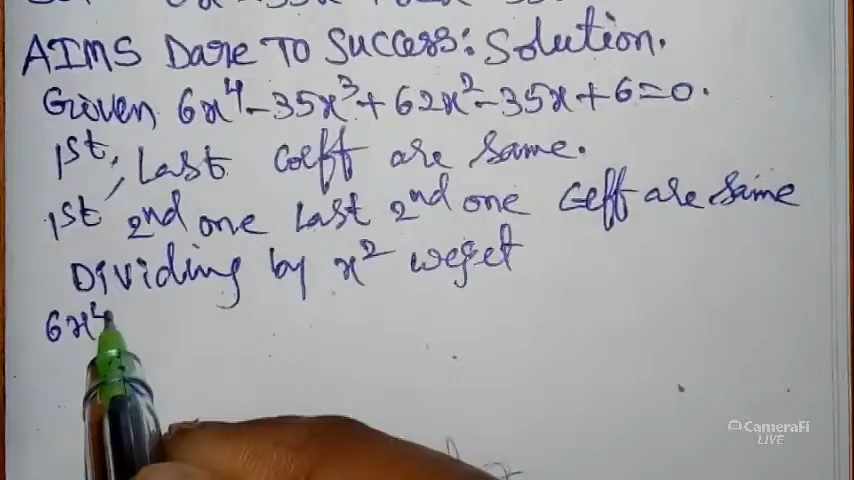 AIMS Dare To Success: Solution.
Given 6x⁴-35x³+62x²-35x+6=0.
1st, Last Coeff are same.
1st 2nd one Last 2nd one Coeff are same
Dividing by x² we get
6x⁴
CameraFi
LIVE